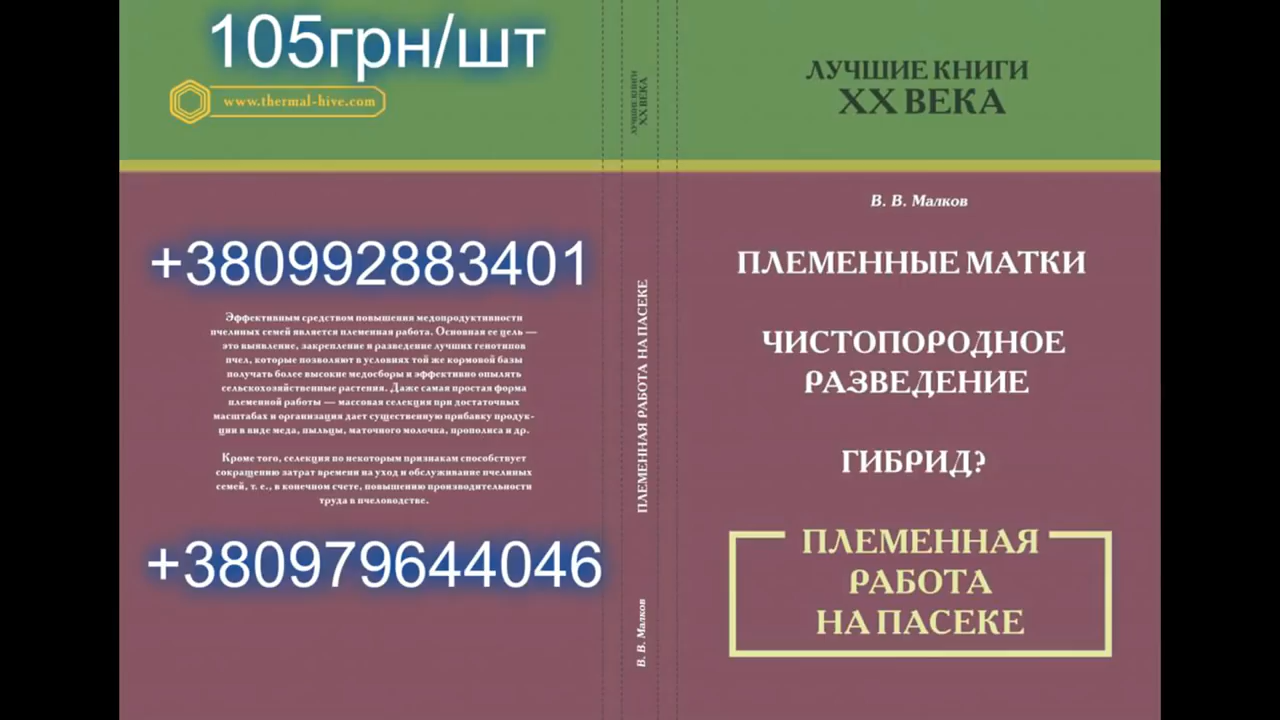 105грн/шт
www.thermal-hive.com
+380992883401
Эффективным средством повышения медопродуктивности
пчелиных семей является племенная работа. Основная ее цель —
это выявление, закрепление и разведение лучших генотипов
пчел, которые позволяют в условиях той же кормовой базы
получать более высокие медосборы и эффективно опылять
сельскохозяйственные растения. Даже самая простая форма
племенной работы — массовая селекция при достаточных
масштабах и организация дает существенную прибавку продук-
ции в виде меда, пыльцы, маточного молочка, прополиса и др.
Кроме того, селекция по некоторым признакам способствует
сокращению затрат времени на уход и обслуживание пчелиных
семей, т. е., в конечном счете, повышению производительности
труда в пчеловодстве.
+380979644046
ЛУЧШИЕ КНИГИ
XX ВЕКА
ПЛЕМЕННАЯ РАБОТА НА ПАСЕКЕ
В. В. Малков
ЛУЧШИЕ КНИГИ
XX ВЕКА
В. В. Малков
ПЛЕМЕННЫЕ МАТКИ
ЧИСТОПОРОДНОЕ
РАЗВЕДЕНИЕ
ГИБРИД?
ПЛЕМЕННАЯ
РАБОТА
НА ПАСЕКЕ